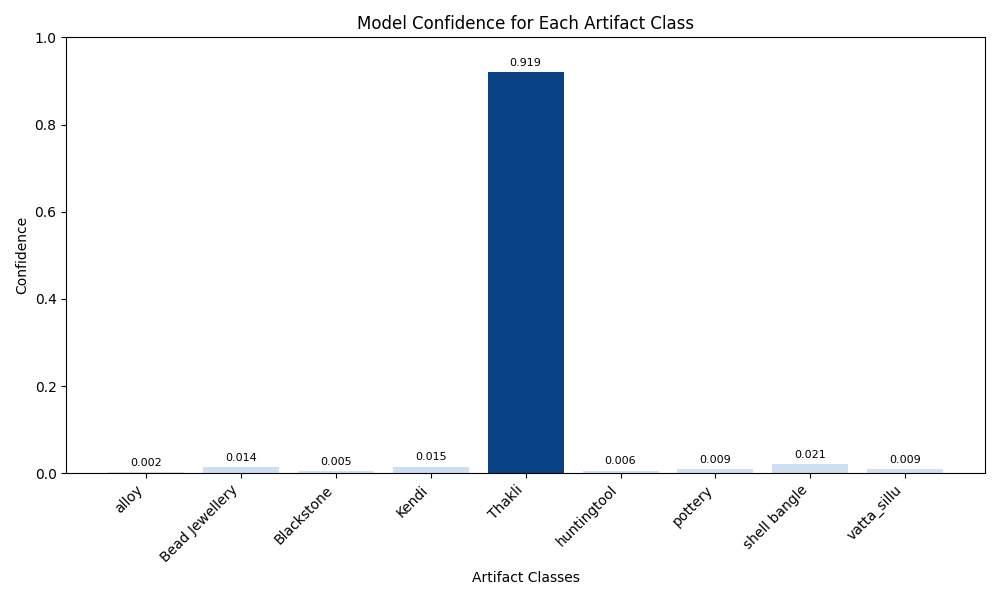 Model Confidence for Each Artifact Class
Confidence
1.0
0.8
0.6
0.4
0.2
0.0
0.002
0.014
0.005
0.015
0.919
0.006
0.009
0.021
0.009
alloy
Bead Jewellery
Blackstone
Kendi
Thakli
huntingtool
pottery
shell bangle
vatta_sillu
Artifact Classes